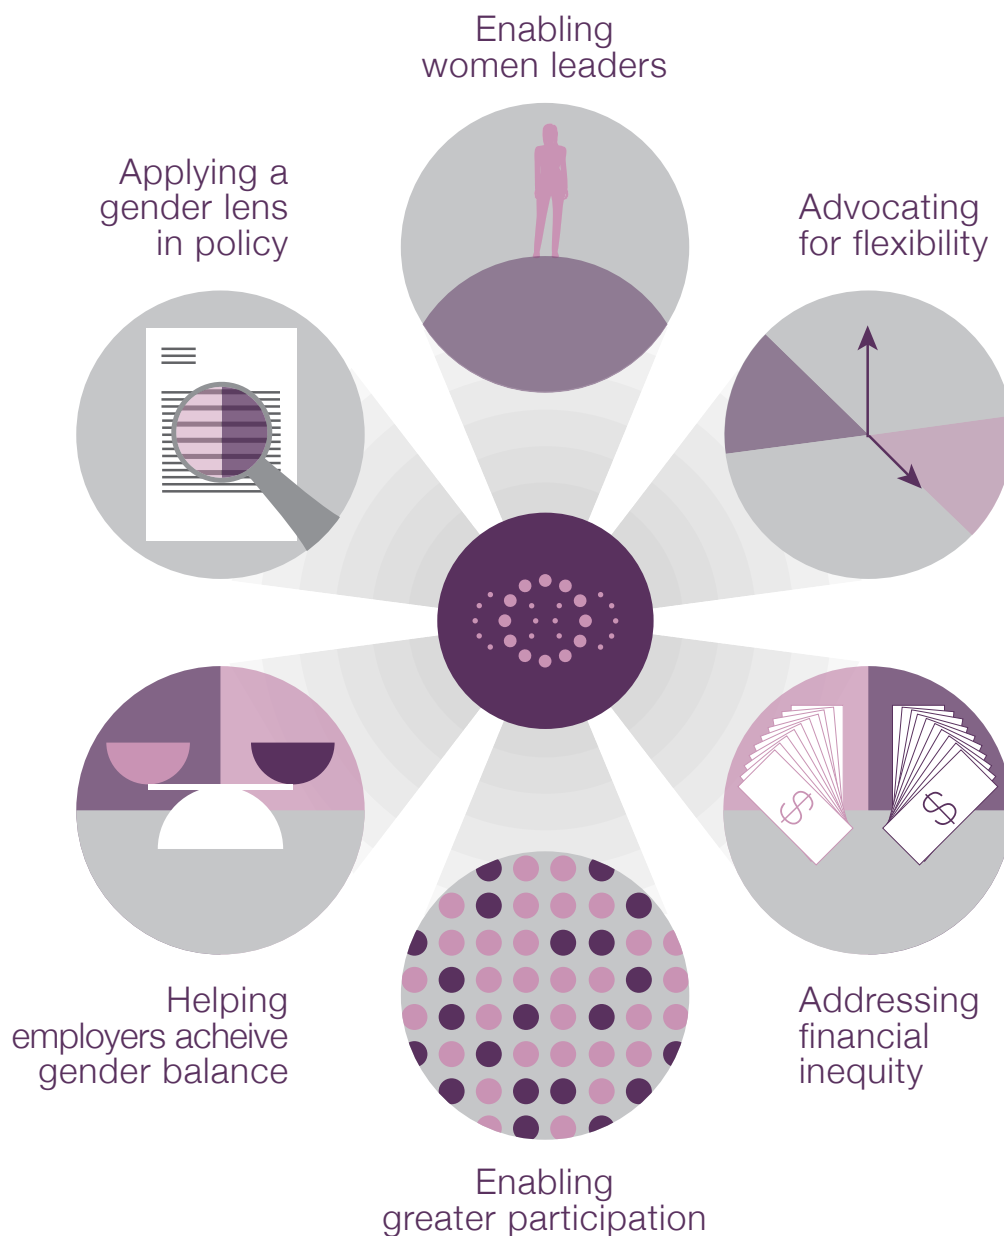 Enabling
women leaders
Applying a
gender lens
in policy
Advocating
for flexibility
$
$
Helping
employers acheive
gender balance
Addressing
financial
inequity
Enabling
greater participation